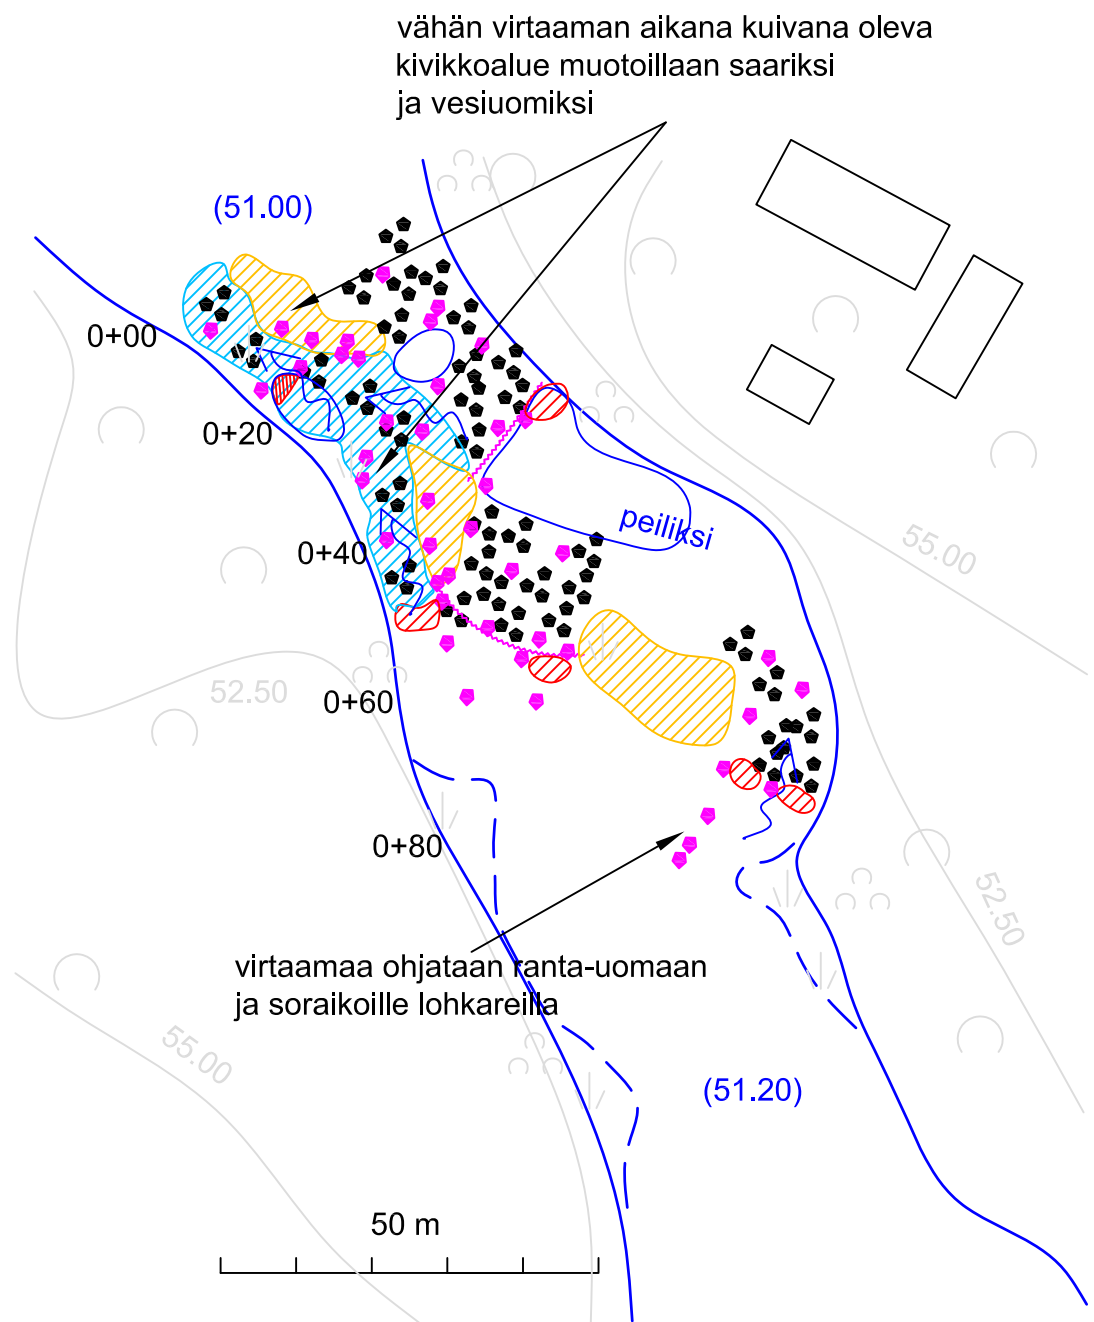 vähän virtaaman aikana kuivana oleva
kivikkoalue muotoillaan saariksi
ja vesiuomiksi
(51.00)
0+00
0+20
peiliksi
0+40
55.00
52.50
0+60
0+80
52.50
virtaamaa ohjataan ranta-uomaan
ja soraikoille lohkareilla
55.00
(51.20)
50 m